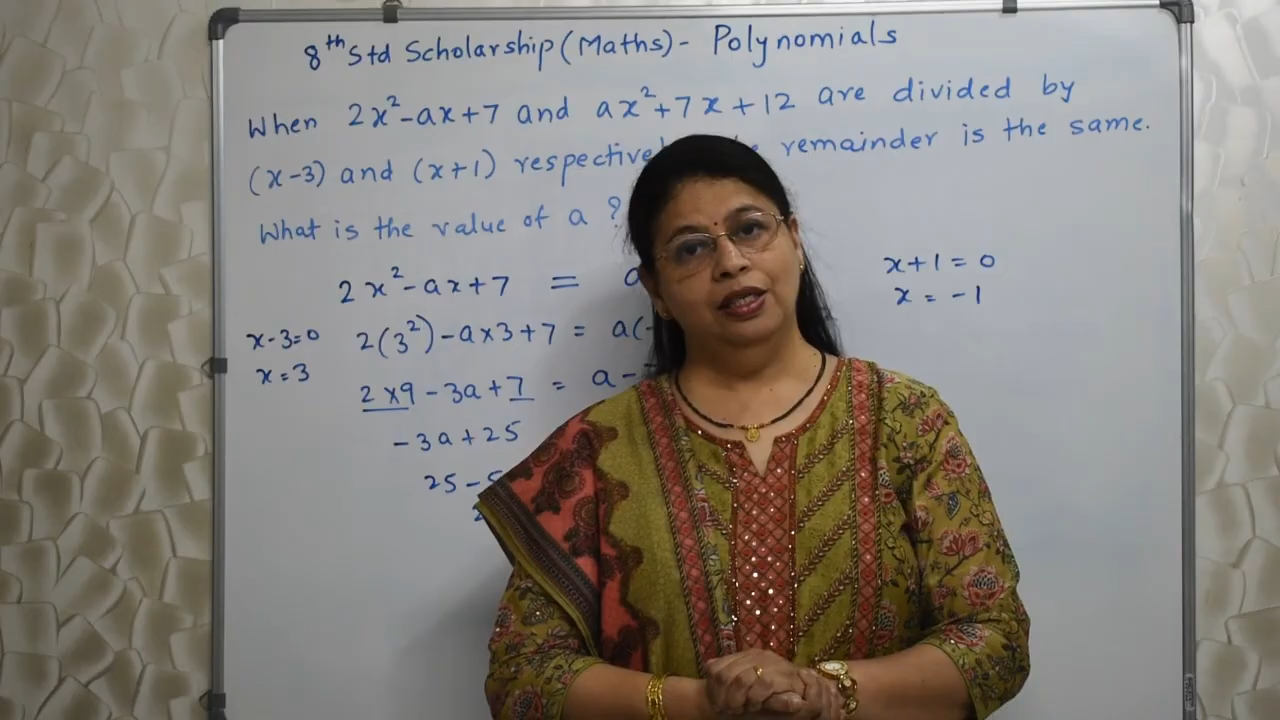 8th Std Scholarship (Maths) - Polynomials
When 2x²-ax+7 and ax²+7x+12 are divided by
(x-3) and (x+1) remainder is the same.
What is the value of a ?
2x²-ax+7 =
x+1=0
x = -1
x-3=0
x=3
2(3²)-a×3+7 = a(-
2×9 - 3a + 7 = a -
-3a+25
25 -